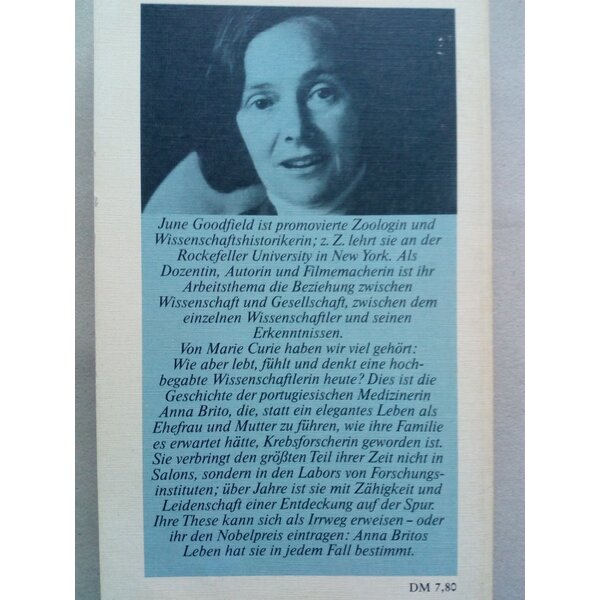 June Goodfield ist promovierte Zoologin und
Wissenschaftshistorikerin; z. Z. lehrt sie an der
Rockefeller University in New York. Als
Dozentin, Autorin und Filmemacherin ist ihr
Arbeitsthema die Beziehung zwischen
Wissenschaft und Gesellschaft, zwischen dem
einzelnen Wissenschaftler und seinen
Erkenntnissen.
Von Marie Curie haben wir viel gehört:
Wie aber lebt, fühlt und denkt eine hoch-
begabte Wissenschaftlerin heute? Dies ist die
Geschichte der portugiesischen Medizinerin
Anna Brito, die, statt ein elegantes Leben als
Ehefrau und Mutter zu führen, wie ihre Familie
es erwartet hätte, Krebsforscherin geworden ist.
Sie verbringt den größten Teil ihrer Zeit nicht in
Salons, sondern in den Labors von Forschungs-
instituten; über Jahre ist sie mit Zähigkeit und
Leidenschaft einer Entdeckung auf der Spur.
Ihre These kann sich als Irrweg erweisen – oder
ihr den Nobelpreis eintragen: Anna Britos
Leben hat sie in jedem Fall bestimmt.
DM 7,80